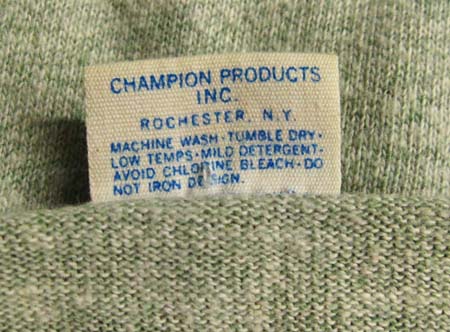 CHAMPION PRODUCTS
INC.
ROCHESTER, N.Y.
MACHINE WASH·TUMBLE DRY·
LOW TEMPS·MILD DETERGENT·
AVOID CHLORINE BLEACH·DO
NOT IRON DESIGN.